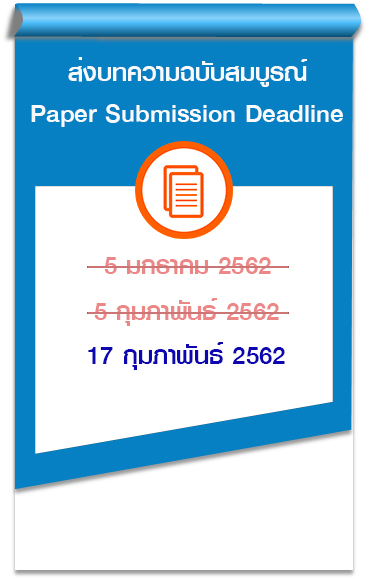 ส่งบทความฉบับสมบูรณ์
Paper Submission Deadline
5 มกราคม 2562
5 กุมภาพันธ์ 2562
17 กุมภาพันธ์ 2562